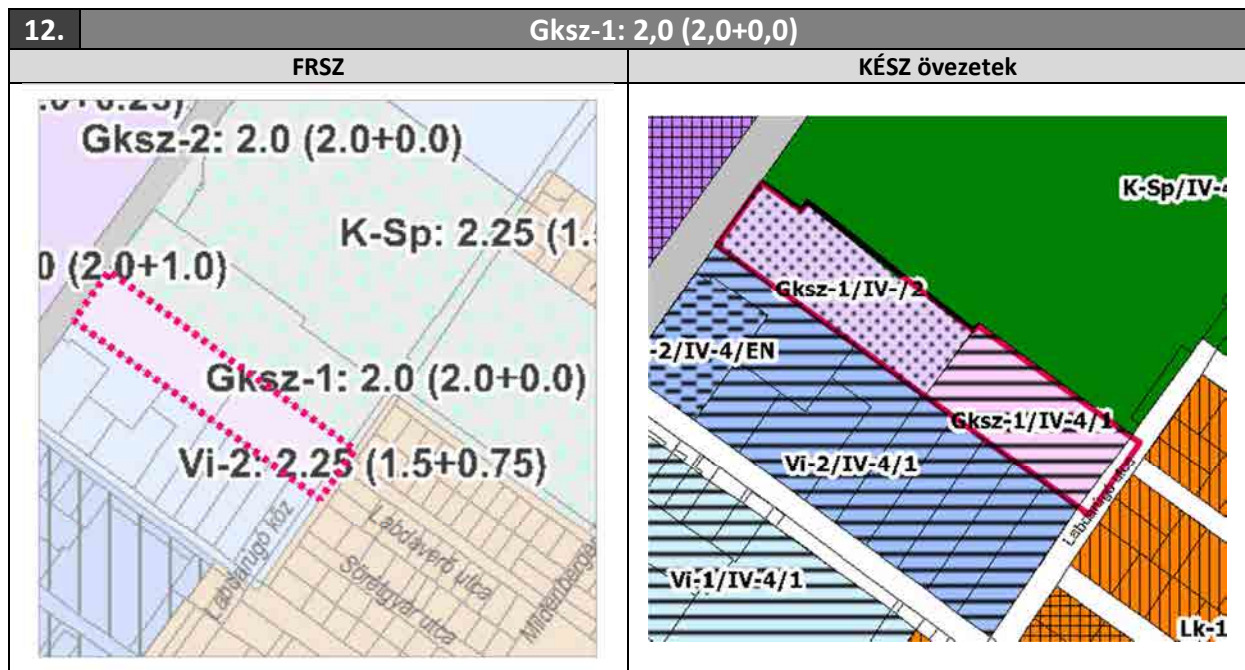 12.
Gksz-1: 2,0 (2,0+0,0)
FRSZ
KÉSZ övezetek
Gksz-2: 2.0 (2.0+0.0)
K-Sp: 2.25 (1.
0 (2.0+1.0)
Gksz-1: 2.0 (2.0+0.0)
Vi-2: 2.25 (1.5+0.75)
Labdarúgó köz
Labdaverő utca
Sörétgyár utca
K-Sp/IV-4
Gksz-1/IV-/2
-2/IV-4/EN
Gksz-1/IV-4/1
Vi-2/IV-4/1
Labdarúgó
Vi-1/IV-4/1
Lk-1